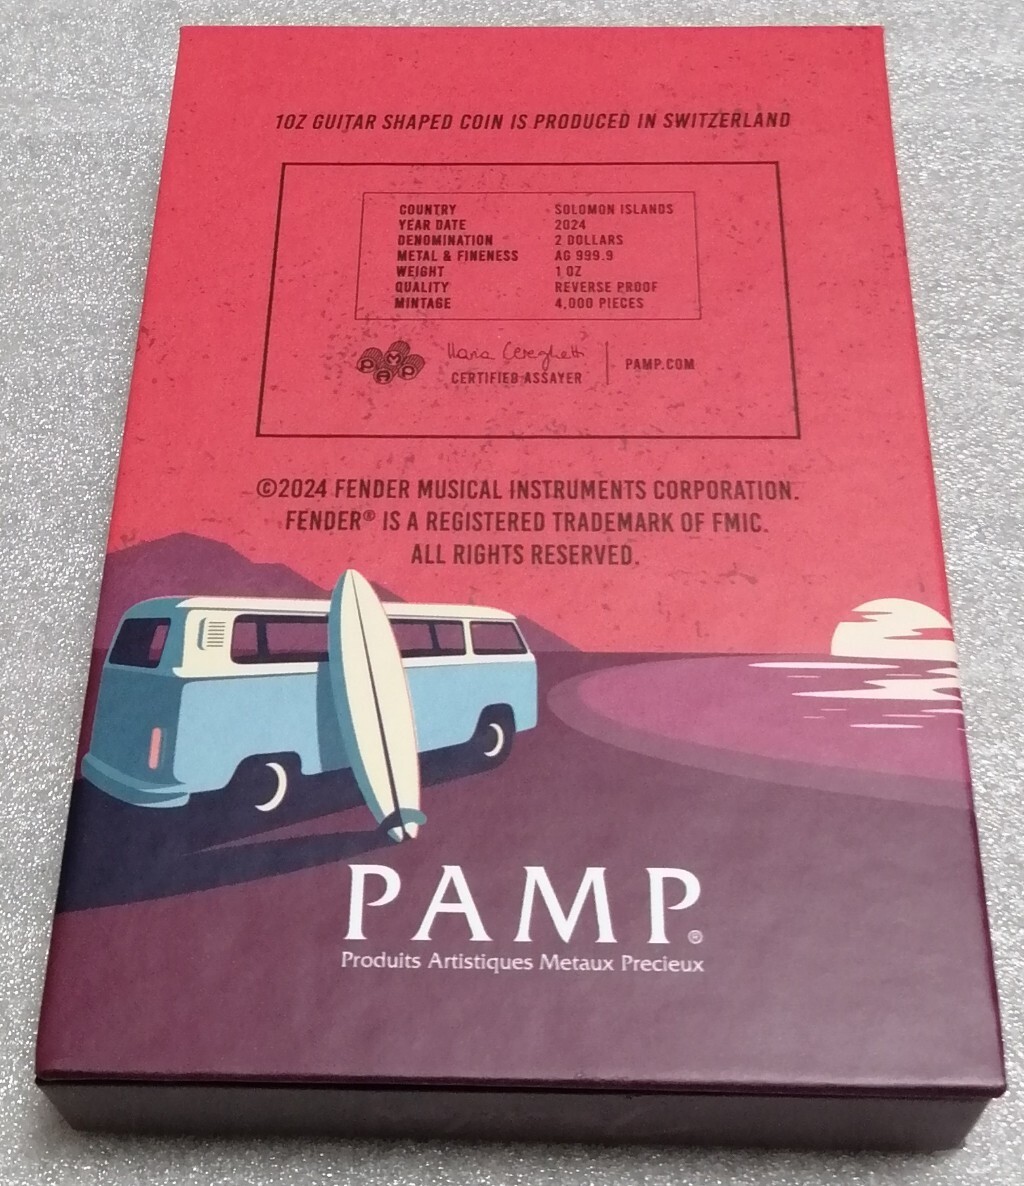 1OZ GUITAR SHAPED COIN IS PRODUCED IN SWITZERLAND
COUNTRY SOLOMON ISLANDS
YEAR DATE 2024
DENOMINATION 2 DOLLARS
METAL & FINENESS AG 999.9
WEIGHT 1 OZ
QUALITY REVERSE PROOF
MINTAGE 4,000 PIECES
PAMP
CERTIFIED ASSAYER
PAMP.COM
©2024 FENDER MUSICAL INSTRUMENTS CORPORATION.
FENDER® IS A REGISTERED TRADEMARK OF FMIC.
ALL RIGHTS RESERVED.
PAMP®
Produits Artistiques Metaux Precieux